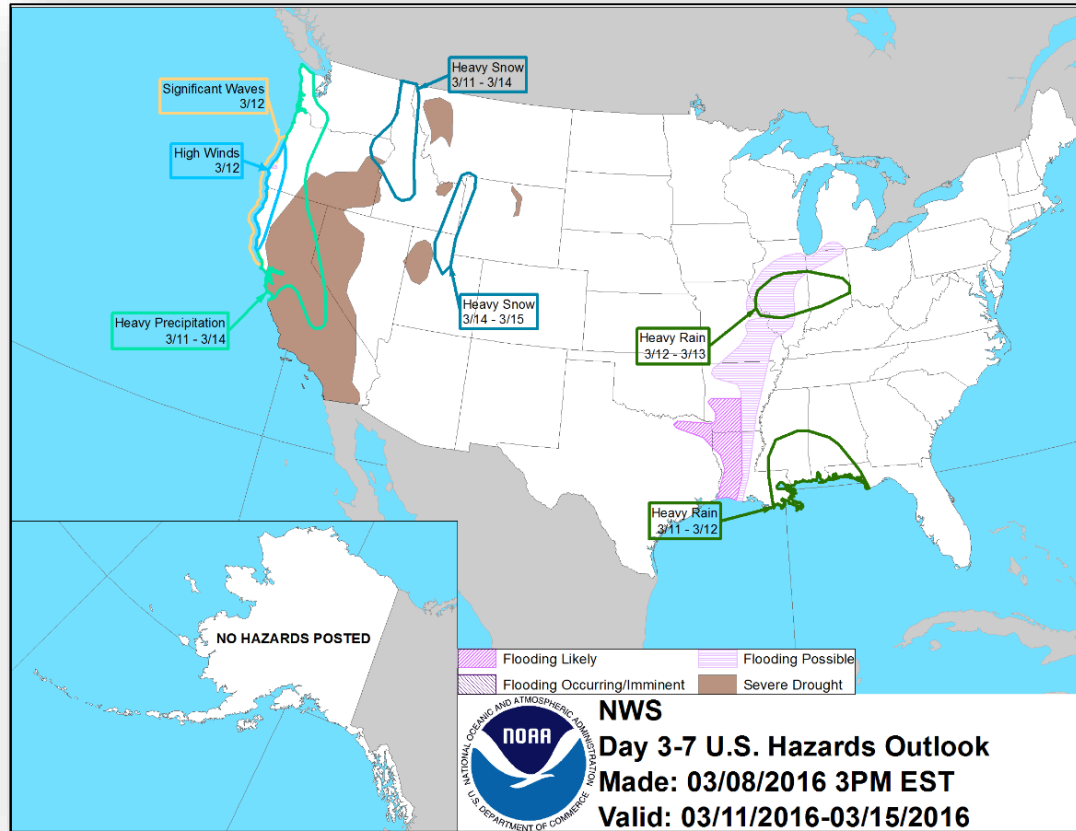 Heavy Snow
3/11 - 3/14
Significant Waves
3/12
High Winds
3/12
Heavy Snow
3/14 - 3/15
Heavy Precipitation
3/11 - 3/14
Heavy Rain
3/12 - 3/13
Heavy Rain
3/11 - 3/12
NO HAZARDS POSTED
Flooding Likely
Flooding Possible
Flooding Occurring/Imminent
Severe Drought
NATIONAL OCEANIC AND ATMOSPHERIC ADMINISTRATION
NOAA
U.S. DEPARTMENT OF COMMERCE
NWS
Day 3-7 U.S. Hazards Outlook
Made: 03/08/2016 3PM EST
Valid: 03/11/2016-03/15/2016